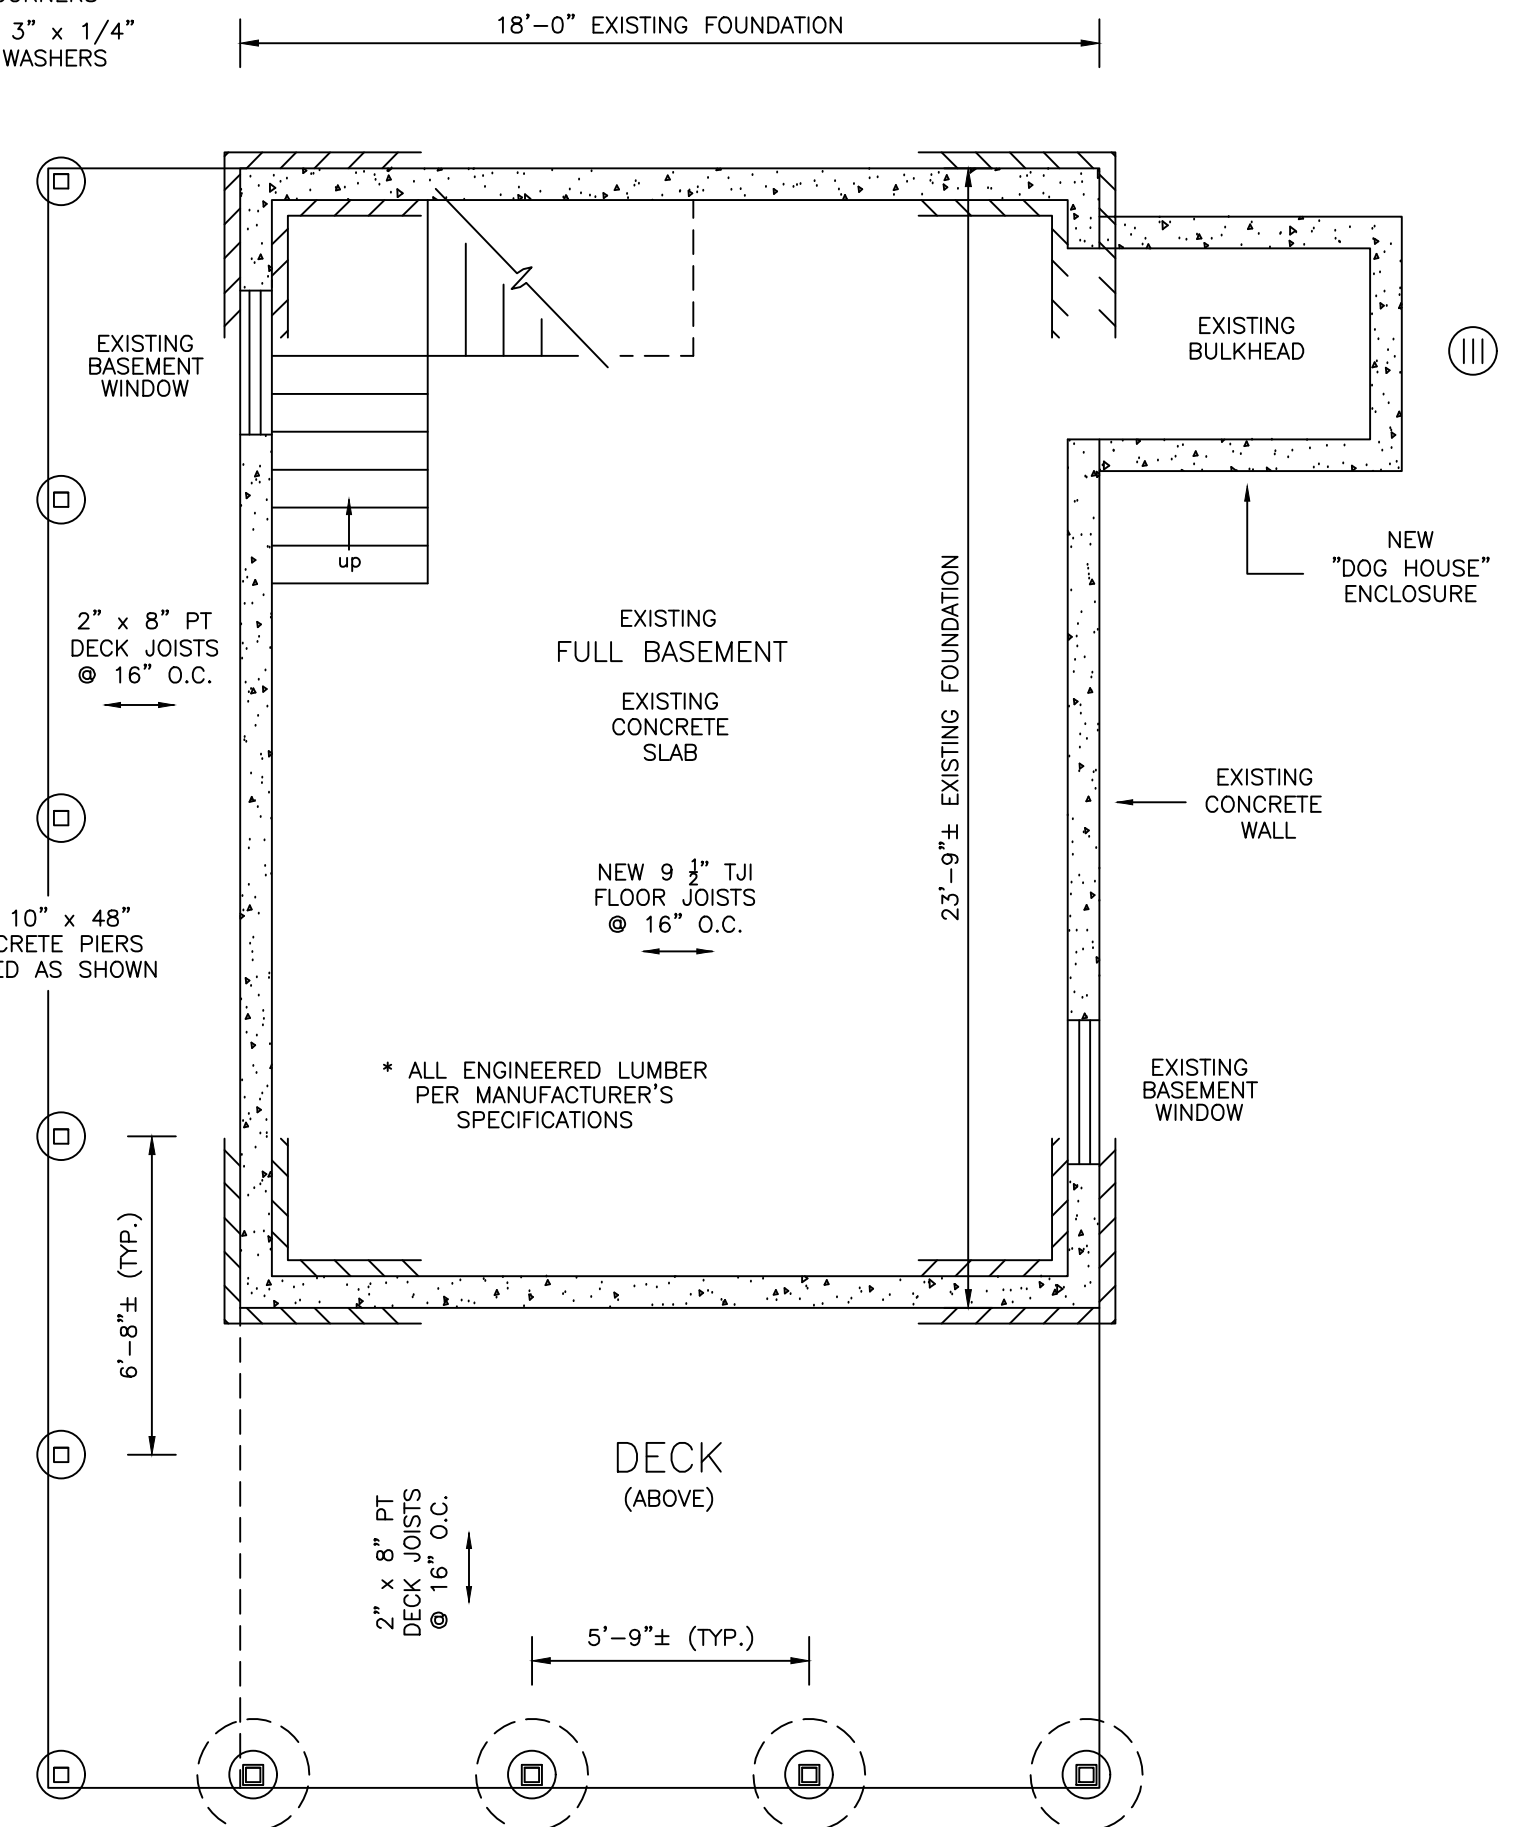 3" x 1/4"
WASHERS
18'-0" EXISTING FOUNDATION
EXISTING
BASEMENT
WINDOW
EXISTING
BULKHEAD
up
NEW
"DOG HOUSE"
ENCLOSURE
2" x 8" PT
DECK JOISTS
@ 16" O.C.
EXISTING
FULL BASEMENT
EXISTING
CONCRETE
SLAB
23'-9"± EXISTING FOUNDATION
EXISTING
CONCRETE
WALL
NEW 9 1/2" TJI
FLOOR JOISTS
@ 16" O.C.
10" x 48"
CRETE PIERS
ED AS SHOWN
* ALL ENGINEERED LUMBER
PER MANUFACTURER'S
SPECIFICATIONS
EXISTING
BASEMENT
WINDOW
6'-8"± (TYP.)
DECK
(ABOVE)
2" x 8" PT
DECK JOISTS
@ 16" O.C.
5'-9"± (TYP.)